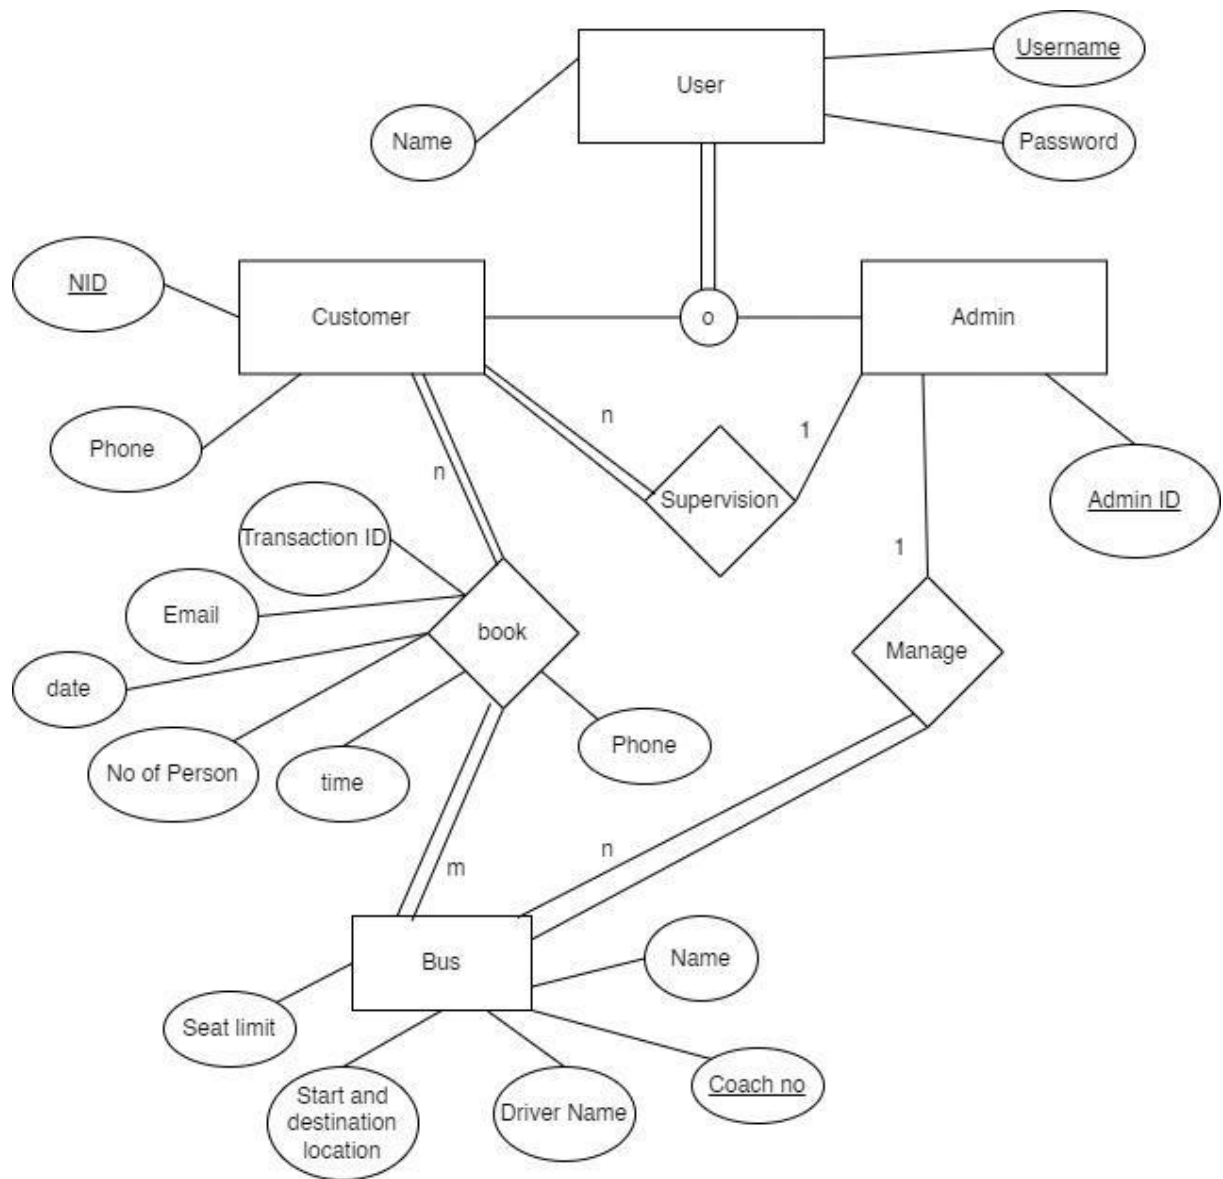 Username
User
Name
Password
NID
Customer
o
Admin
Phone
n
1
n
Supervision
Admin ID
Transaction ID
1
Email
book
Manage
date
Phone
No of Person
time
n
m
Name
Bus
Seat limit
Coach no
Start and
destination
location
Driver Name